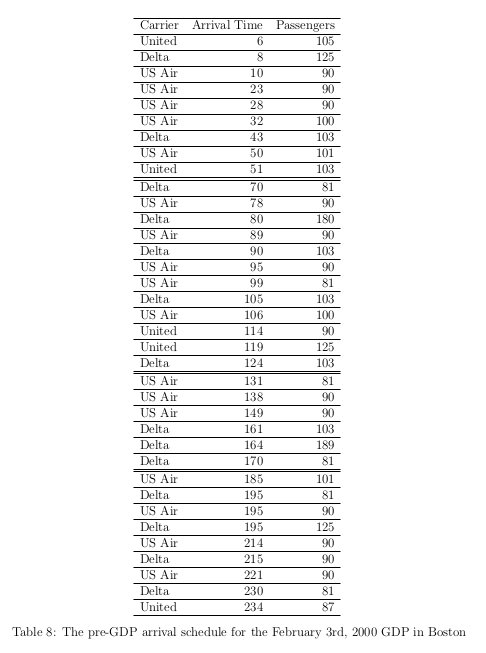 Carrier Arrival Time Passengers
United 6 105
Delta 8 125
US Air 10 90
US Air 23 90
US Air 28 90
US Air 32 100
Delta 43 103
US Air 50 101
United 51 103
Delta 70 81
US Air 78 90
Delta 80 180
US Air 89 90
Delta 90 103
US Air 95 90
US Air 99 81
Delta 105 103
US Air 106 100
United 114 90
United 119 125
Delta 124 103
US Air 131 81
US Air 138 90
US Air 149 90
Delta 161 103
Delta 164 189
Delta 170 81
US Air 185 101
Delta 195 81
US Air 195 90
Delta 195 125
US Air 214 90
Delta 215 90
US Air 221 90
Delta 230 81
United 234 87
Table 8: The pre-GDP arrival schedule for the February 3rd, 2000 GDP in Boston